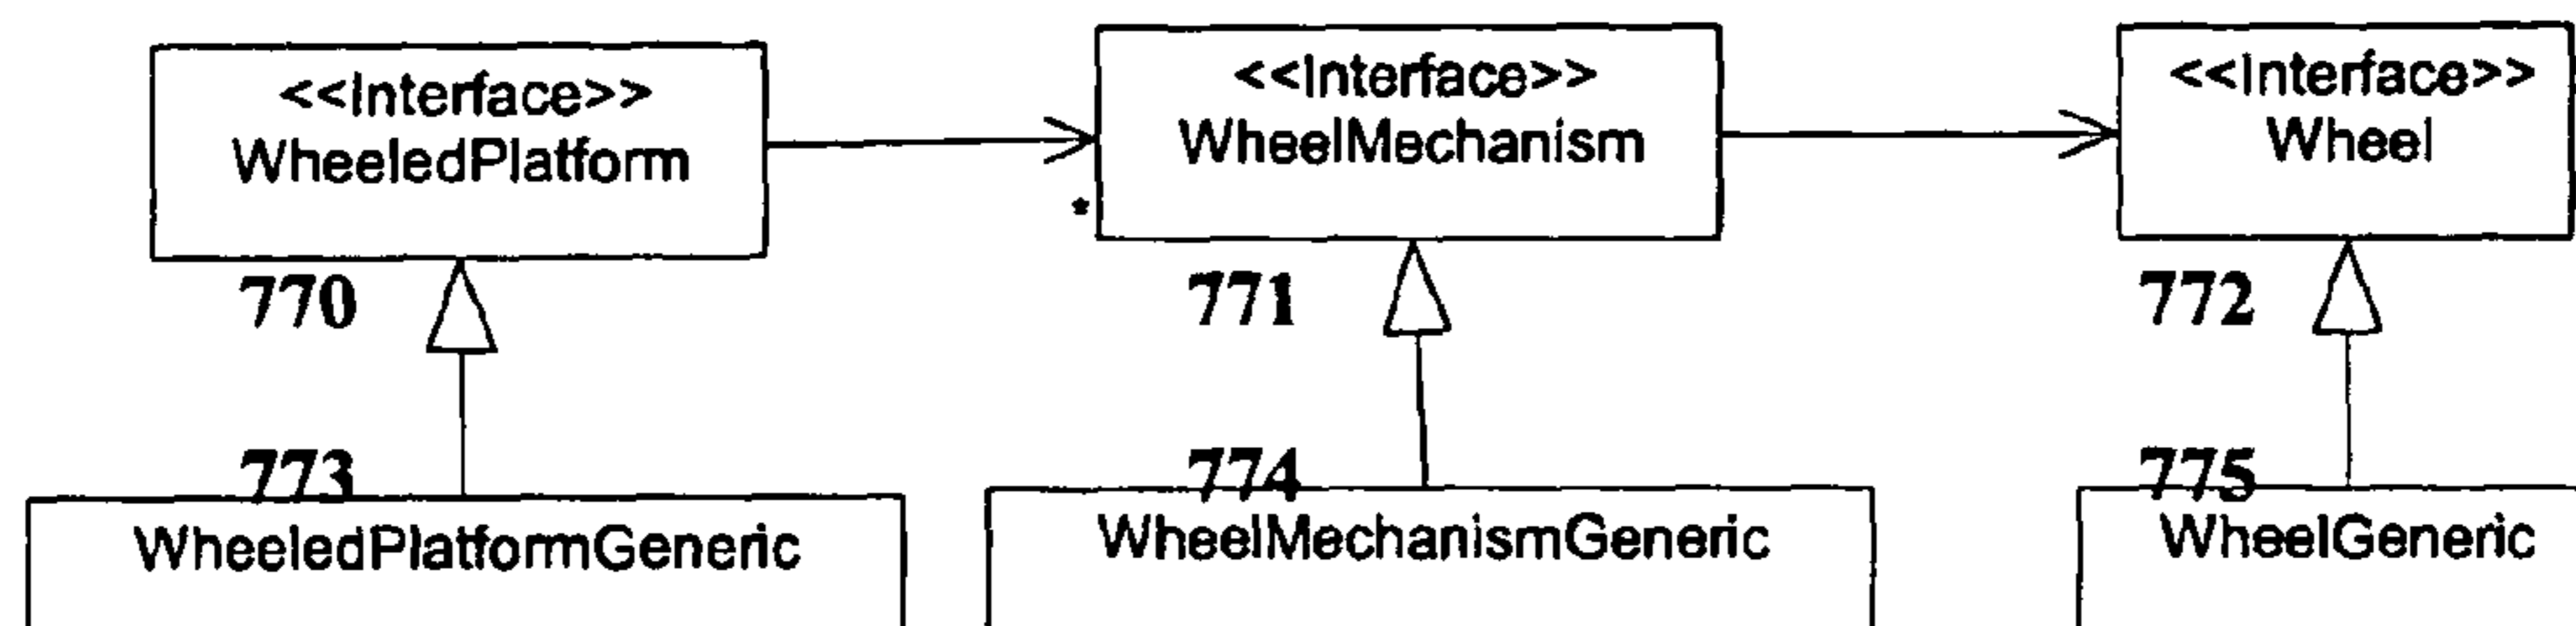 <<Interface>>
WheeledPlatform
<<Interface>>
WheelMechanism
*
<<Interface>>
Wheel
770
771
772
773
774
775
WheeledPlatformGeneric
WheelMechanismGeneric
WheelGeneric